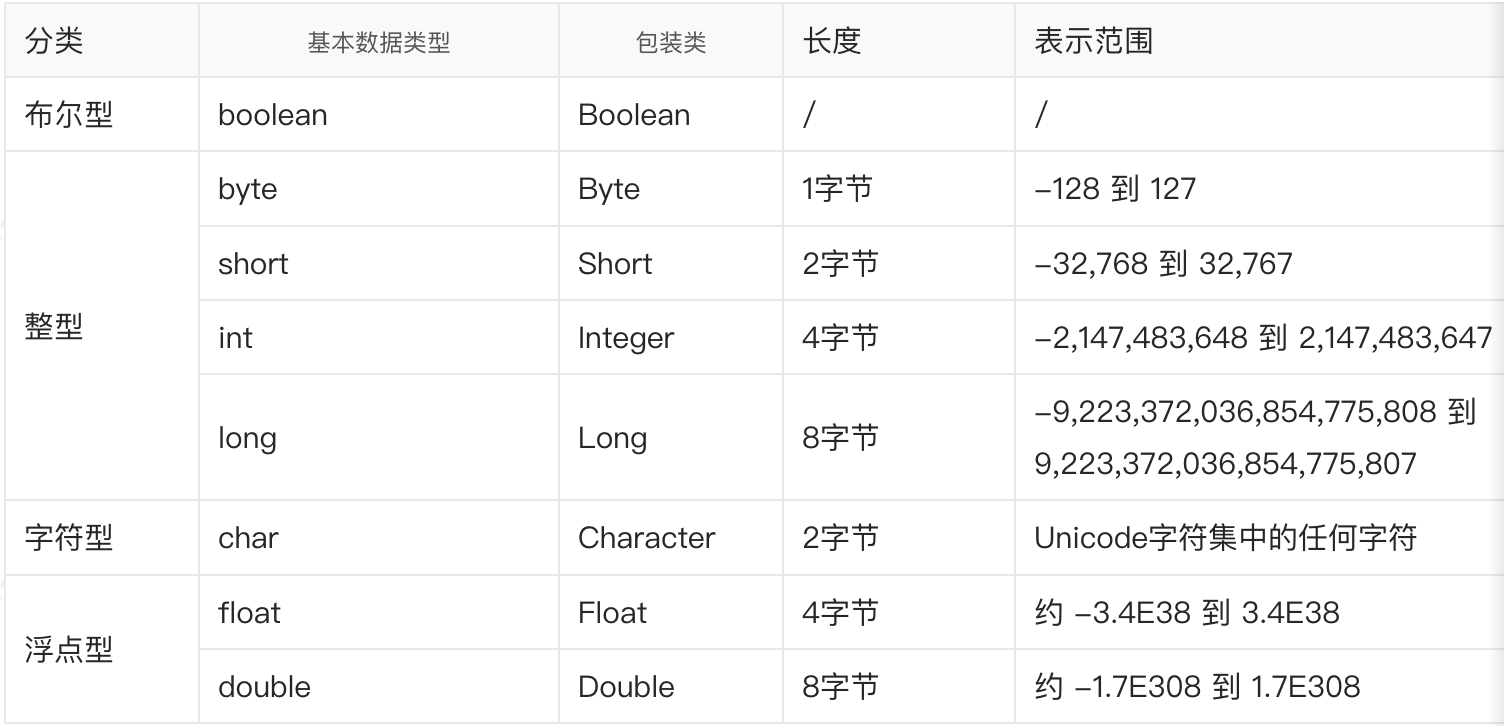 分类 基本数据类型 包装类 长度 表示范围
布尔型 boolean Boolean / /
整型
byte Byte 1字节 -128 到 127
short Short 2字节 -32,768 到 32,767
int Integer 4字节 -2,147,483,648 到 2,147,483,647
long Long 8字节 -9,223,372,036,854,775,808 到
9,223,372,036,854,775,807
字符型 char Character 2字节 Unicode字符集中的任何字符
浮点型
float Float 4字节 约 -3.4E38 到 3.4E38
double Double 8字节 约 -1.7E308 到 1.7E308